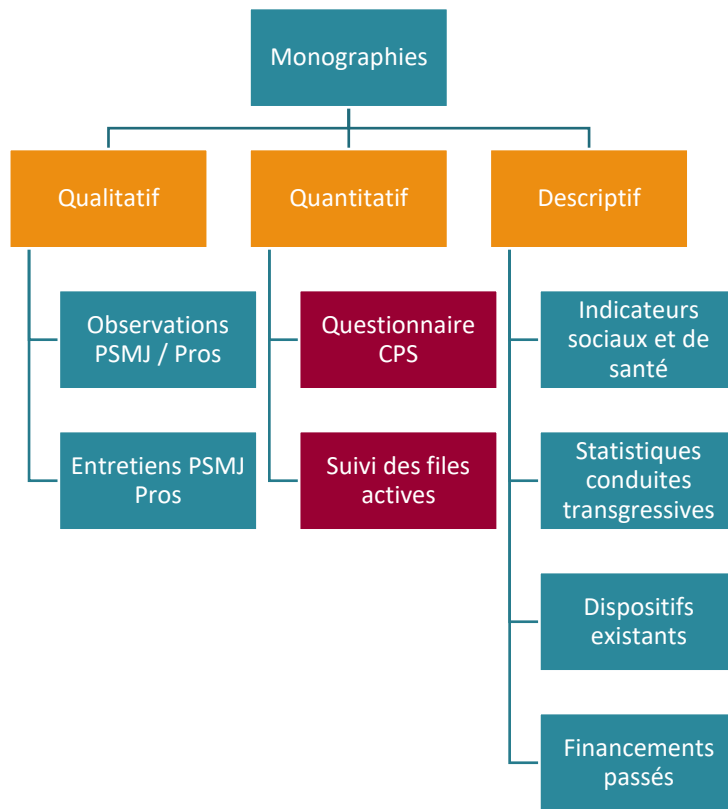 Monographies
Qualitatif
Quantitatif
Descriptif
Observations
PSMJ / Pros
Entretiens PSMJ
Pros
Questionnaire
CPS
Suivi des files
actives
Indicateurs
sociaux et de
santé
Statistiques
conduites
transgressives
Dispositifs
existants
Financements
passés